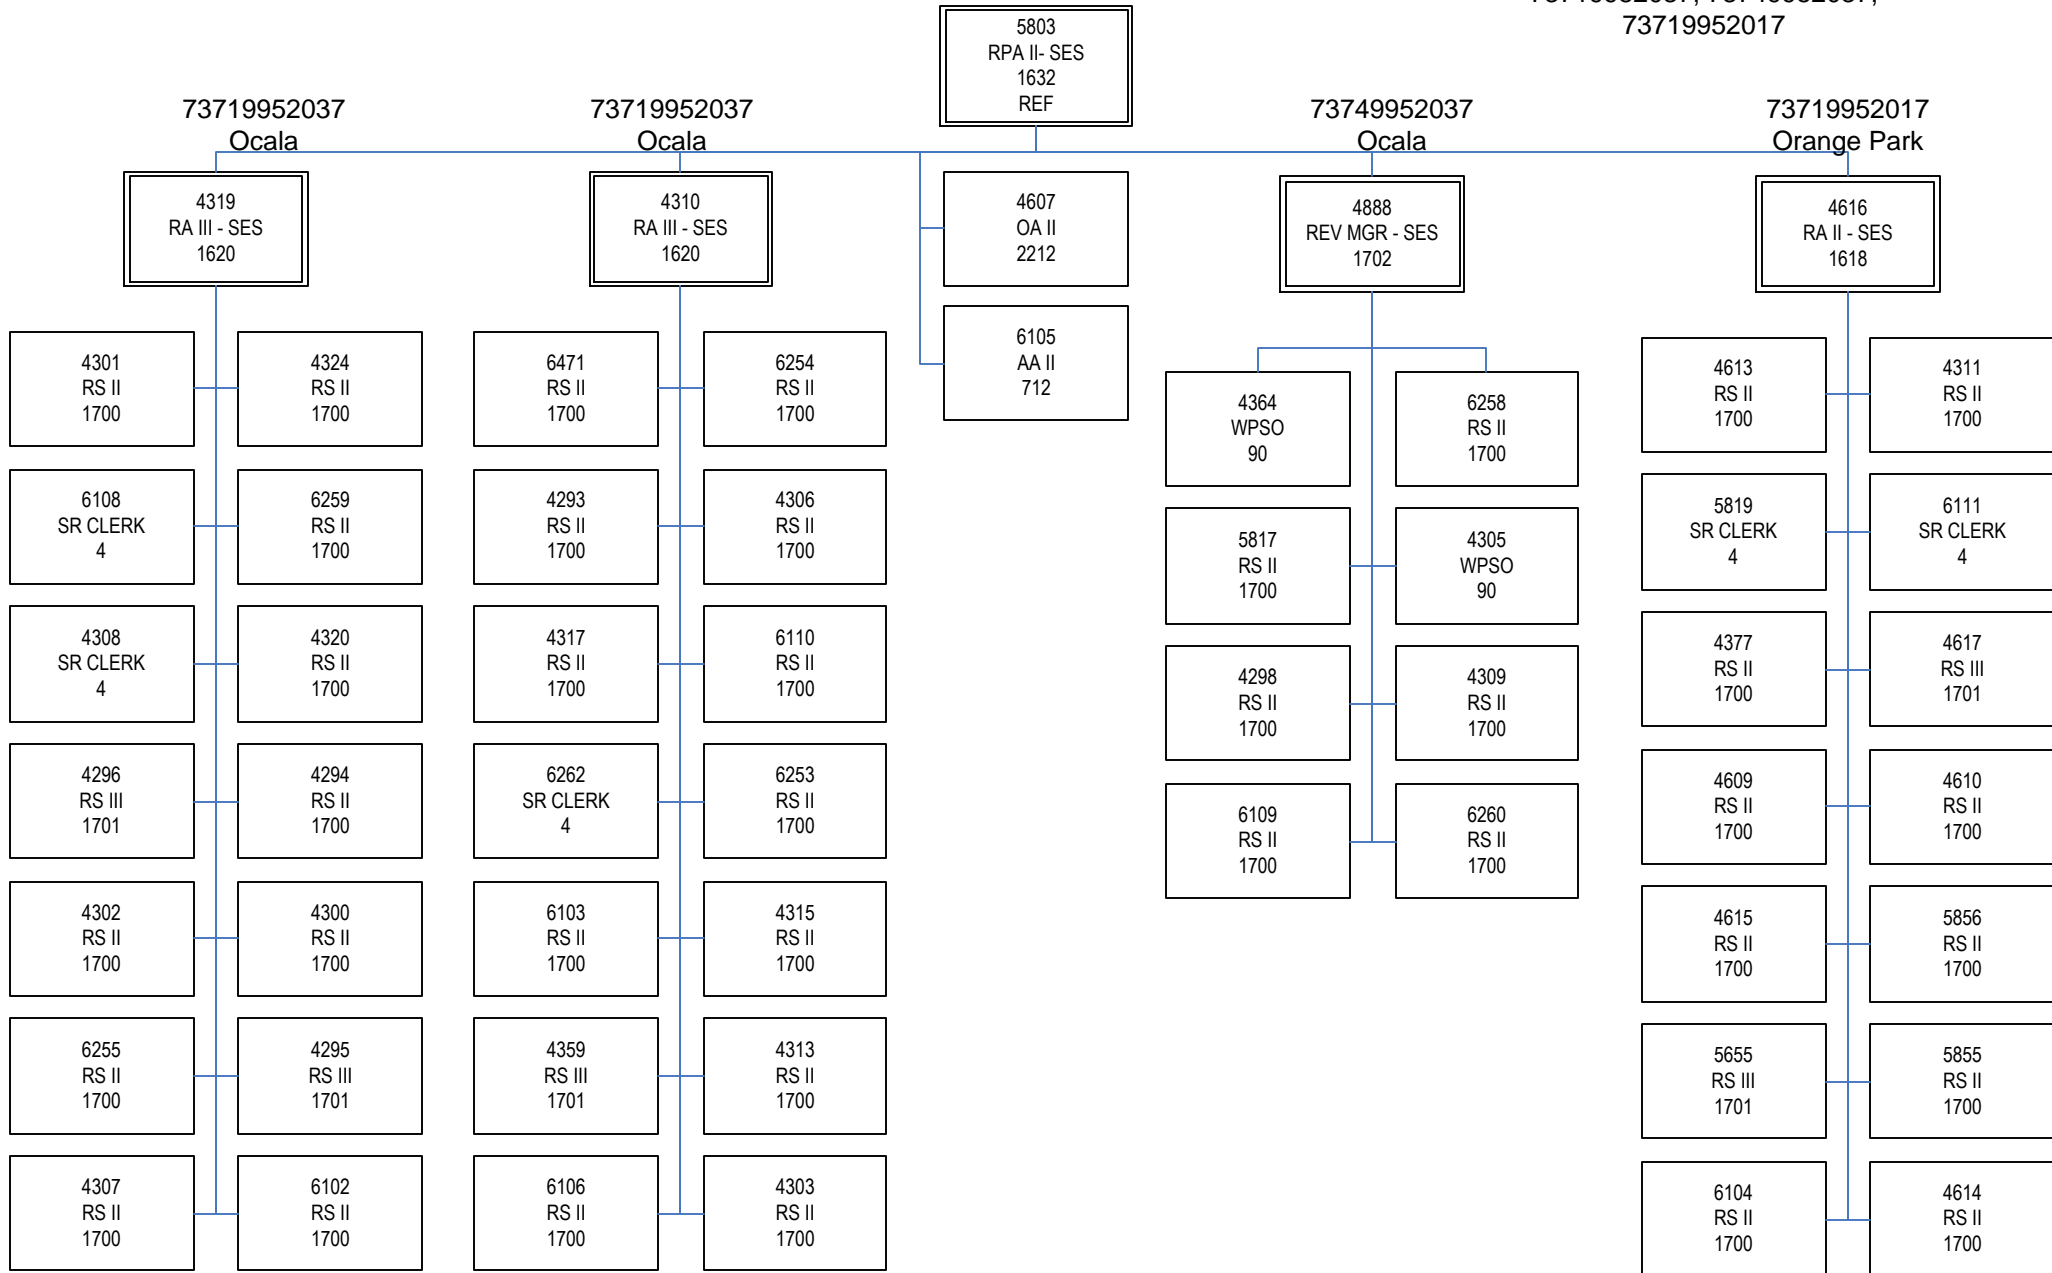 73719952017
5803
RPA II- SES
1632
REF
73719952037
Ocala
73719952037
Ocala
73749952037
Ocala
73719952017
Orange Park
4319
RA III - SES
1620
4310
RA III - SES
1620
4607
OA II
2212
6105
AA II
712
4888
REV MGR - SES
1702
4616
RA II - SES
1618
4301
RS II
1700
4324
RS II
1700
6108
SR CLERK
4
6259
RS II
1700
4308
SR CLERK
4
4320
RS II
1700
4296
RS III
1701
4294
RS II
1700
4302
RS II
1700
4300
RS II
1700
6255
RS II
1700
4295
RS III
1701
4307
RS II
1700
6102
RS II
1700
6471
RS II
1700
6254
RS II
1700
4293
RS II
1700
4306
RS II
1700
4317
RS II
1700
6110
RS II
1700
6262
SR CLERK
4
6253
RS II
1700
6103
RS II
1700
4315
RS II
1700
4359
RS III
1701
4313
RS II
1700
6106
RS II
1700
4303
RS II
1700
4364
WPSO
90
6258
RS II
1700
5817
RS II
1700
4305
WPSO
90
4298
RS II
1700
4309
RS II
1700
6109
RS II
1700
6260
RS II
1700
4613
RS II
1700
4311
RS II
1700
5819
SR CLERK
4
6111
SR CLERK
4
4377
RS II
1700
4617
RS III
1701
4609
RS II
1700
4610
RS II
1700
4615
RS II
1700
5856
RS II
1700
5655
RS III
1701
5855
RS II
1700
6104
RS II
1700
4614
RS II
1700